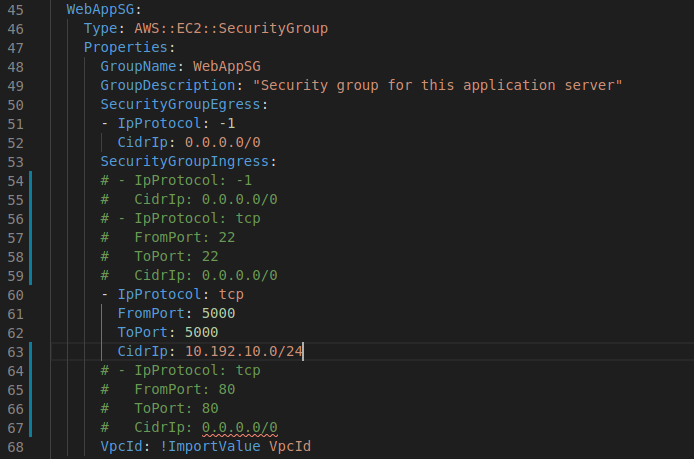 45 WebAppSG:
46 Type: AWS::EC2::SecurityGroup
47 Properties:
48 GroupName: WebAppSG
49 GroupDescription: "Security group for this application server"
50 SecurityGroupEgress:
51 - IpProtocol: -1
52 CidrIp: 0.0.0.0/0
53 SecurityGroupIngress:
54 # - IpProtocol: -1
55 #   CidrIp: 0.0.0.0/0
56 # - IpProtocol: tcp
57 #   FromPort: 22
58 #   ToPort: 22
59 #   CidrIp: 0.0.0.0/0
60 - IpProtocol: tcp
61 FromPort: 5000
62 ToPort: 5000
63 CidrIp: 10.192.10.0/24
64 # - IpProtocol: tcp
65 #   FromPort: 80
66 #   ToPort: 80
67 #   CidrIp: 0.0.0.0/0
68 VpcId: !ImportValue VpcId